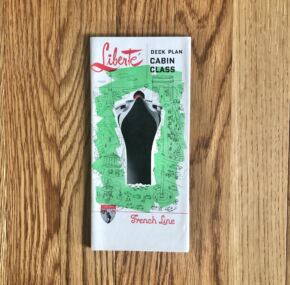 Liberté
DECK PLAN
CABIN
CLASS
French Line